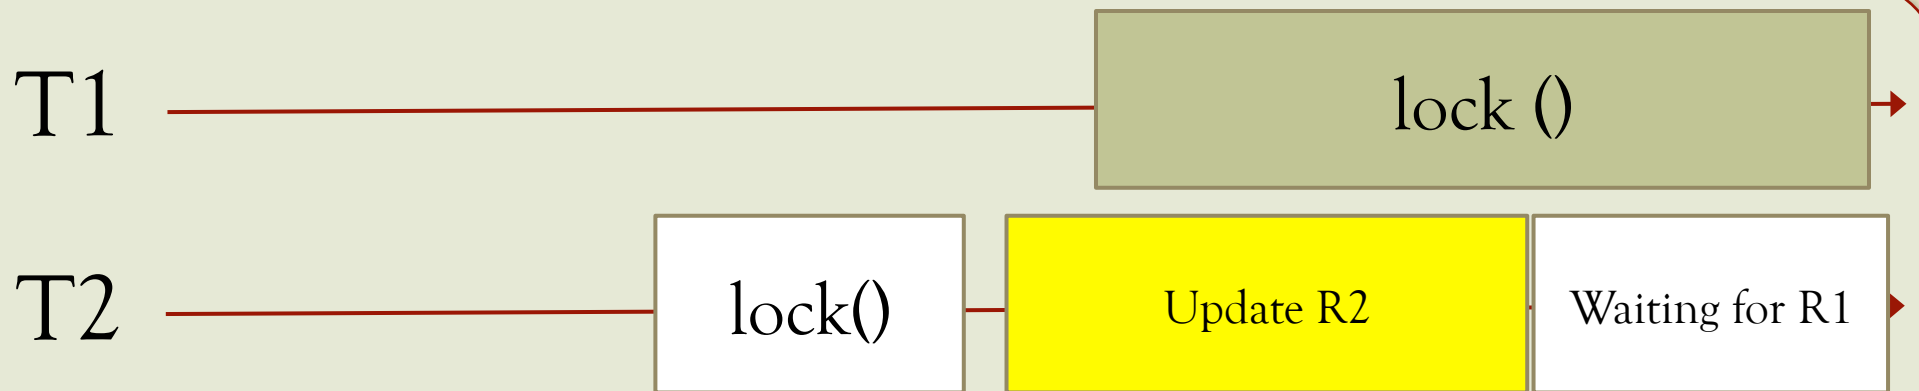 T1
lock ()
T2
lock()
Update R2
Waiting for R1